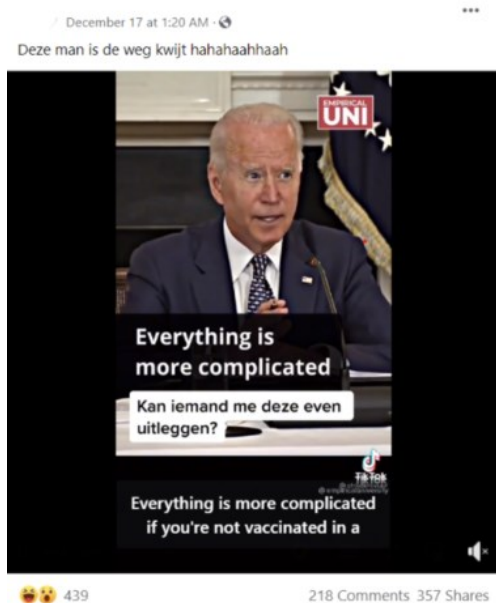 December 17 at 1:20 AM ·
Deze man is de weg kwijt hahahaahhaah
EMPIRICAL
UNI
Everything is
more complicated
Kan iemand me deze even
uitleggen?
TikTok
Everything is more complicated
if you're not vaccinated in a
439
218 Comments 357 Shares